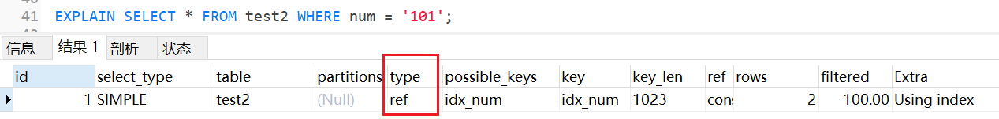 41 EXPLAIN SELECT * FROM test2 WHERE num = '101';
信息 结果 1 剖析 状态
id select_type table partitions type possible_keys key key_len ref rows filtered Extra
1 SIMPLE test2 (Null) ref idx_num idx_num 1023 con 2 100.00 Using index